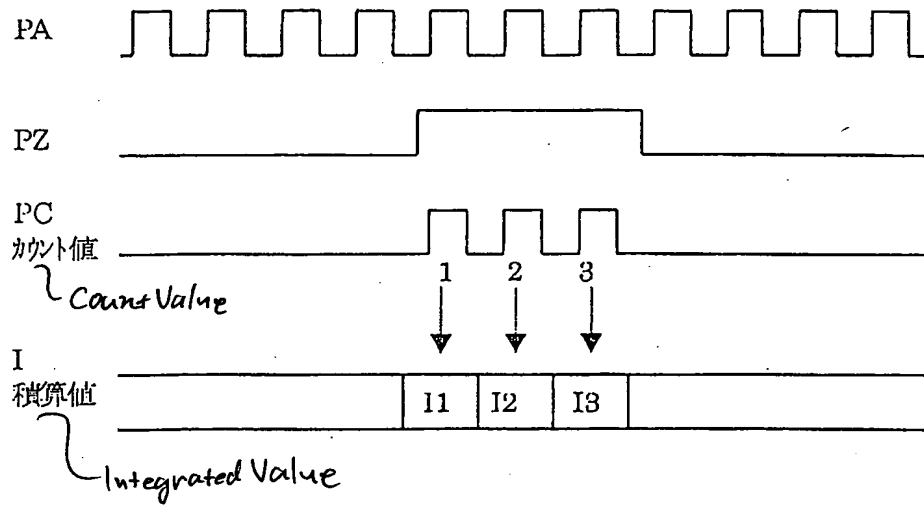 PA
PZ
PC
カウント値
Count Value
1 2 3
I
積算値
I1 I2 I3
Integrated Value